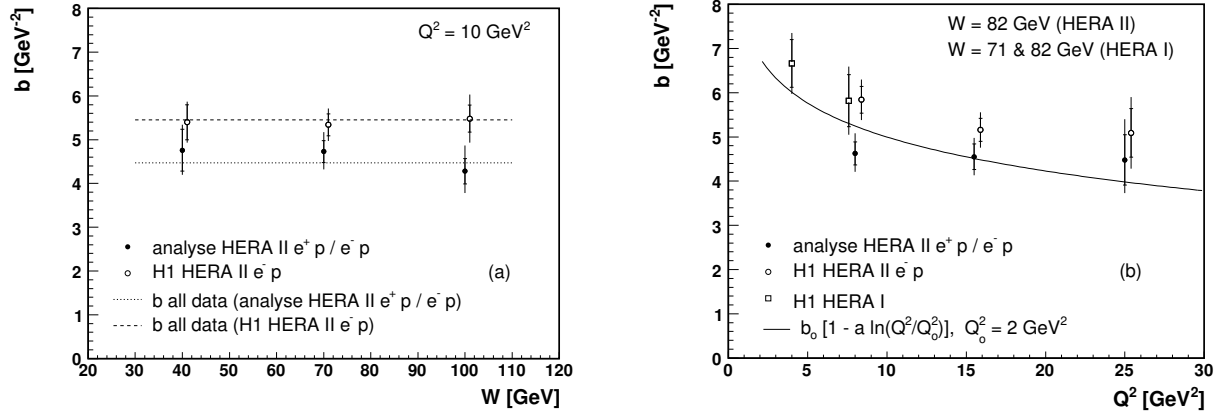 b [GeV⁻²]
8
7
6
5
4
3
2
1
0
Q² = 10 GeV²
analyse HERA II e⁺ p / e⁻ p
H1 HERA II e⁻ p
(a)
b all data (analyse HERA II e⁺ p / e⁻ p)
b all data (H1 HERA II e⁻ p)
20 30 40 50 60 70 80 90 100 110 120
W [GeV]
b [GeV⁻²]
8
7
6
5
4
3
2
1
0
W = 82 GeV (HERA II)
W = 71 & 82 GeV (HERA I)
analyse HERA II e⁺ p / e⁻ p
H1 HERA II e⁻ p
(b)
H1 HERA I
b₀ [1 - a ln(Q²/Q₀²)], Q₀² = 2 GeV²
0 5 10 15 20 25 30
Q² [GeV²]